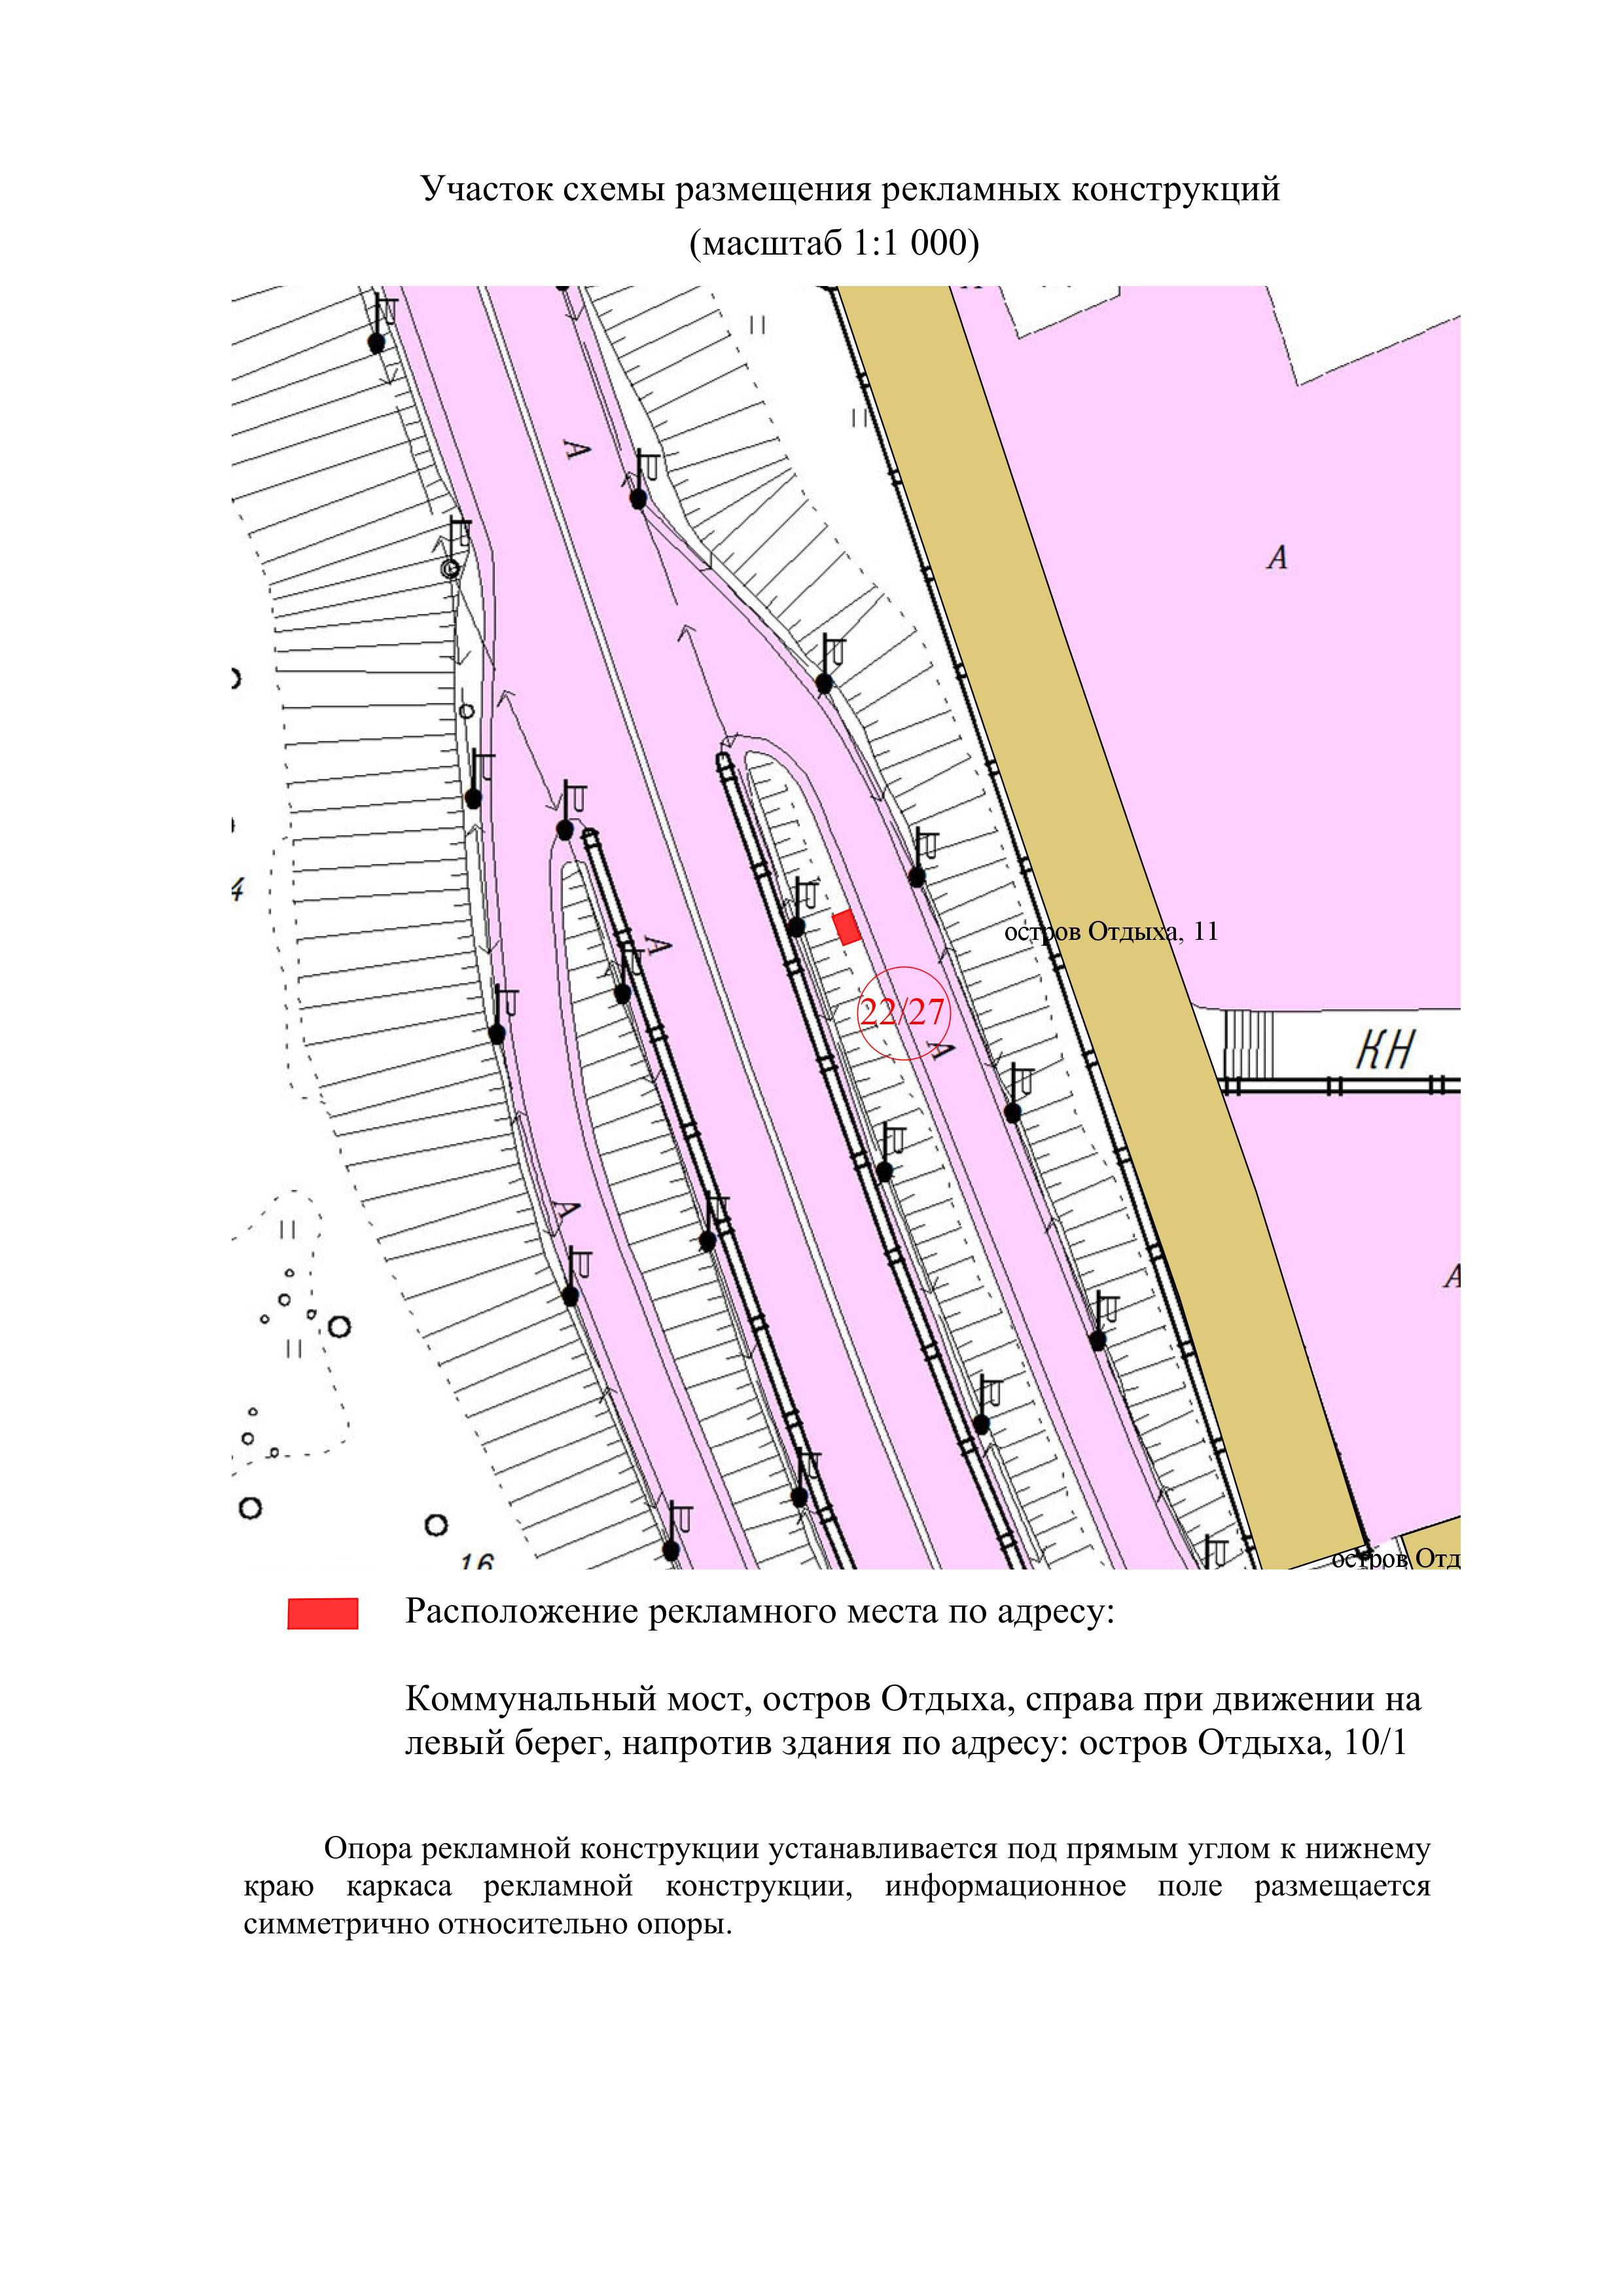 Участок схемы размещения рекламных конструкций
(масштаб 1:1 000)
А
А
4
А
остров Отдыха, 11
22/27
А
КН
А
А
16
остров Отд
Расположение рекламного места по адресу:
Коммунальный мост, остров Отдыха, справа при движении на
левый берег, напротив здания по адресу: остров Отдыха, 10/1
Опора рекламной конструкции устанавливается под прямым углом к нижнему
краю каркаса рекламной конструкции, информационное поле размещается
симметрично относительно опоры.